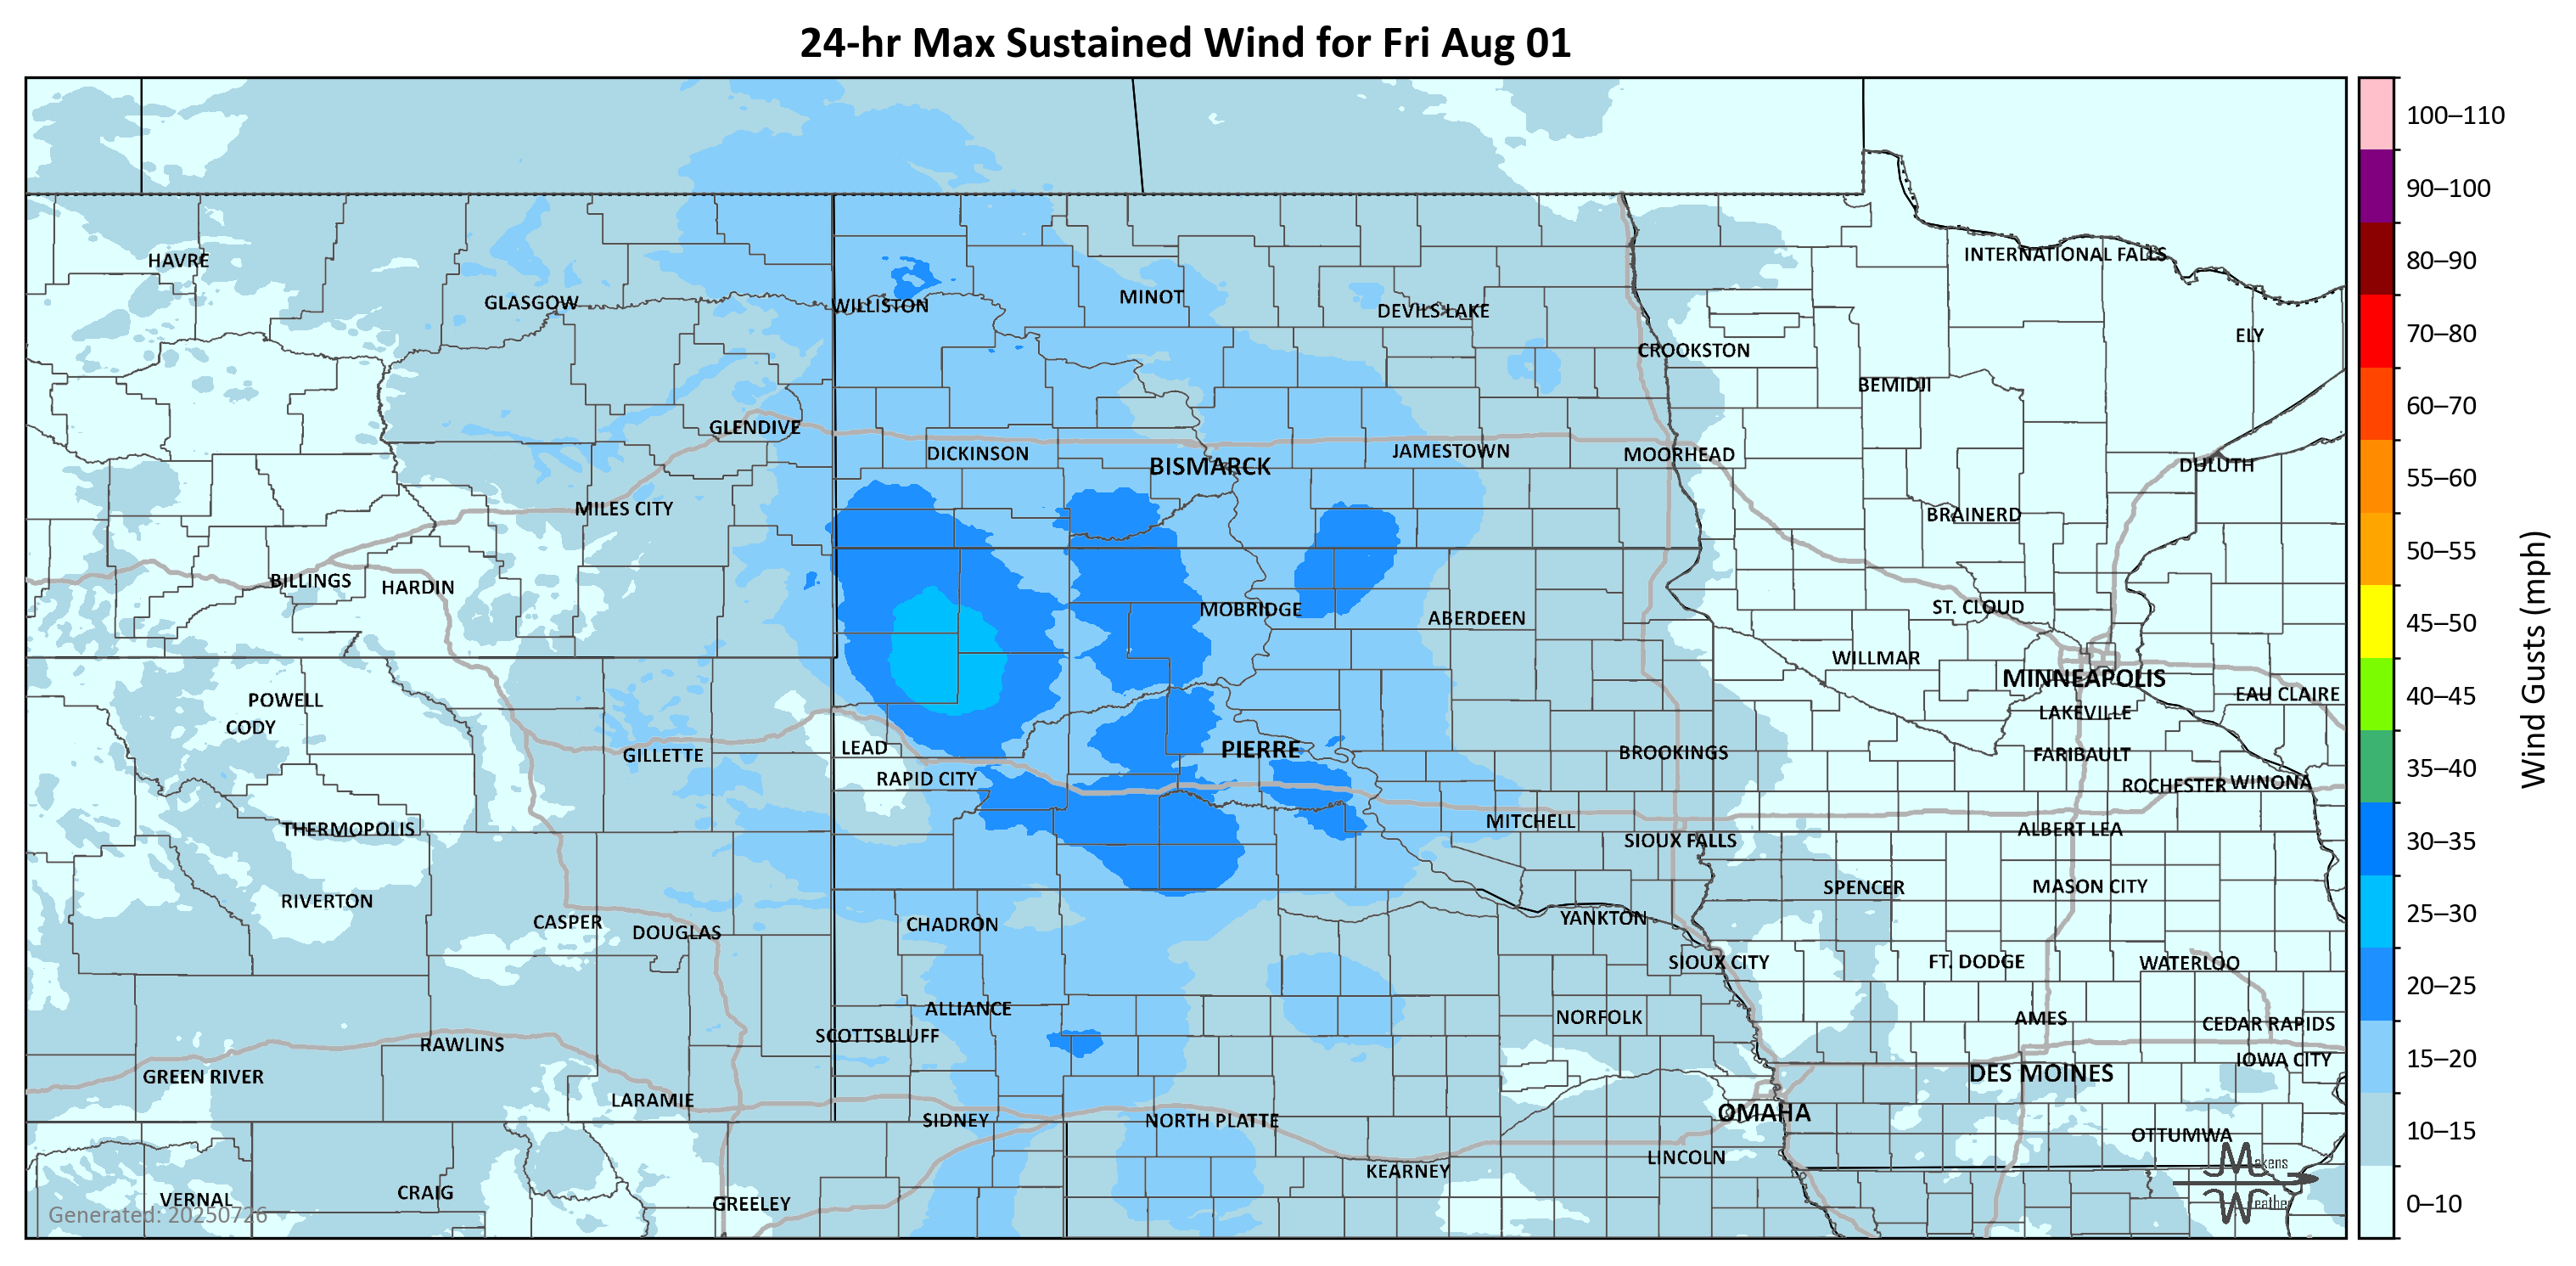 24-hr Max Sustained Wind for Fri Aug 01
100–110
90–100
80–90
70–80
60–70
55–60
50–55
45–50
40–45
35–40
30–35
25–30
20–25
15–20
10–15
0–10
Wind Gusts (mph)
HAVRE
INTERNATIONAL FALLS
GLASGOW
WILLISTON
MINOT
DEVILS LAKE
ELY
CROOKSTON
BEMIDJI
GLENDIVE
DICKINSON
BISMARCK
JAMESTOWN
MOORHEAD
DULUTH
MILES CITY
BRAINERD
BILLINGS
HARDIN
MOBRIDGE
ABERDEEN
ST. CLOUD
WILLMAR
MINNEAPOLIS
EAU CLAIRE
POWELL
CODY
LAKEVILLE
GILLETTE
LEAD
PIERRE
BROOKINGS
FARIBAULT
RAPID CITY
ROCHESTER
WINONA
THERMOPOLIS
MITCHELL
SIOUX FALLS
ALBERT LEA
RIVERTON
SPENCER
MASON CITY
CASPER
DOUGLAS
CHADRON
YANKTON
SIOUX CITY
FT. DODGE
WATERLOO
ALLIANCE
SCOTTSBLUFF
NORFOLK
AMES
CEDAR RAPIDS
RAWLINS
IOWA CITY
GREEN RIVER
DES MOINES
LARAMIE
SIDNEY
NORTH PLATTE
OMAHA
OTTUMWA
KEARNEY
LINCOLN
VERNAL
CRAIG
GREELEY
Makens
Weather
Generated: 20250726